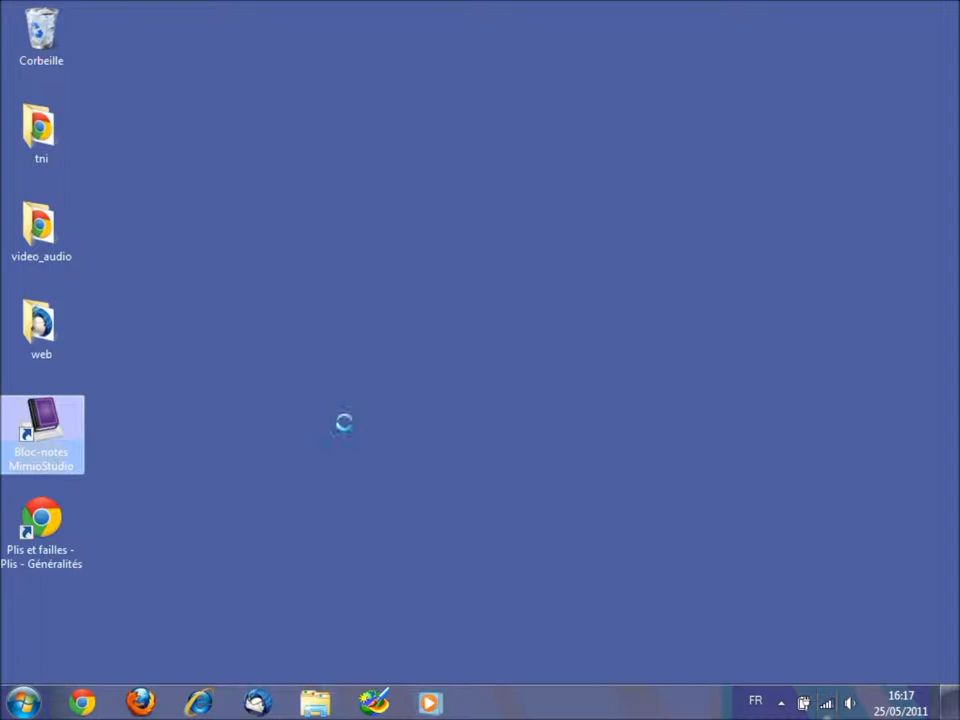 Corbeille
tni
video_audio
web
Bloc-notes
MimioStudio
Plis et failles -
Plis - Généralités
FR
16:17
25/05/2011